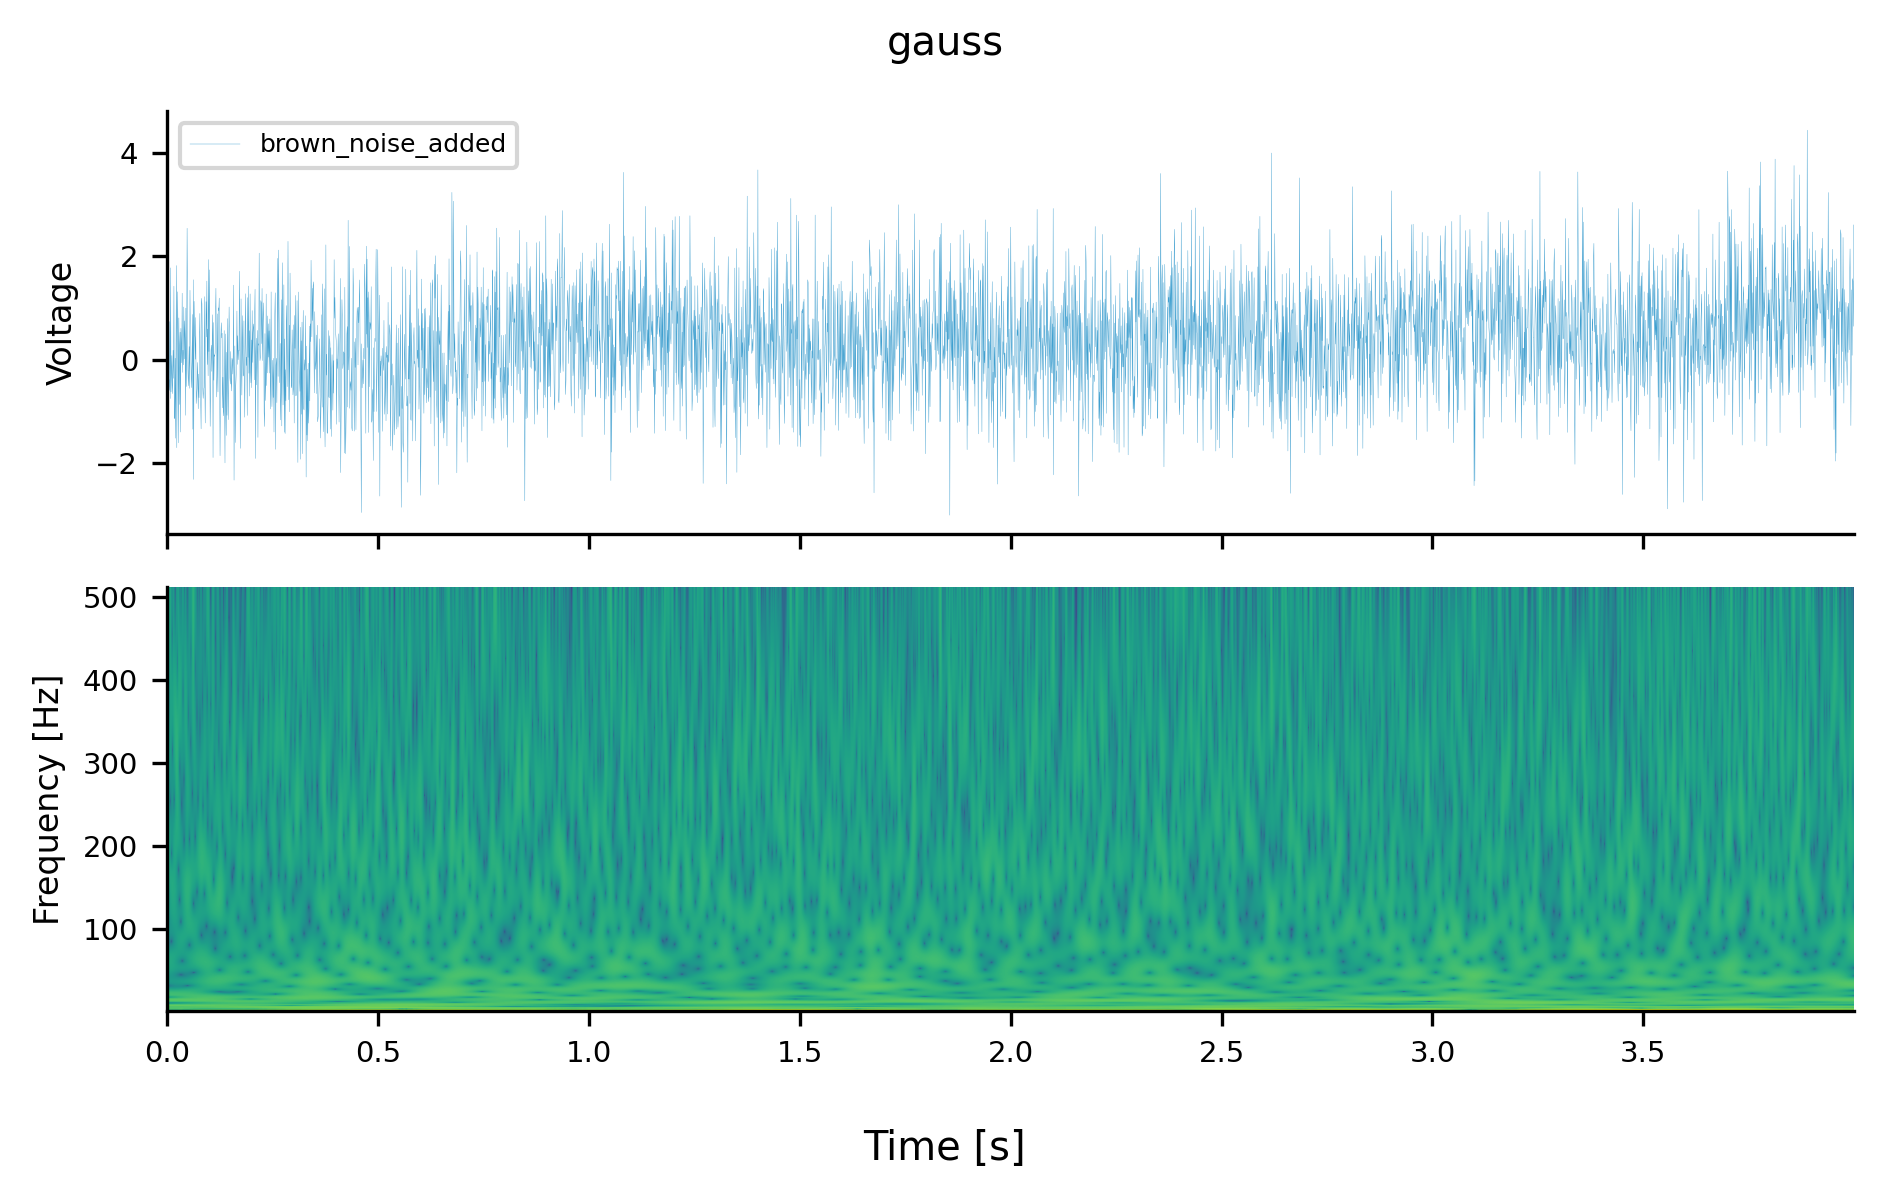 gauss
brown_noise_added
Voltage
4
2
0
−2
Frequency [Hz]
500
400
300
200
100
0.0 0.5 1.0 1.5 2.0 2.5 3.0 3.5
Time [s]